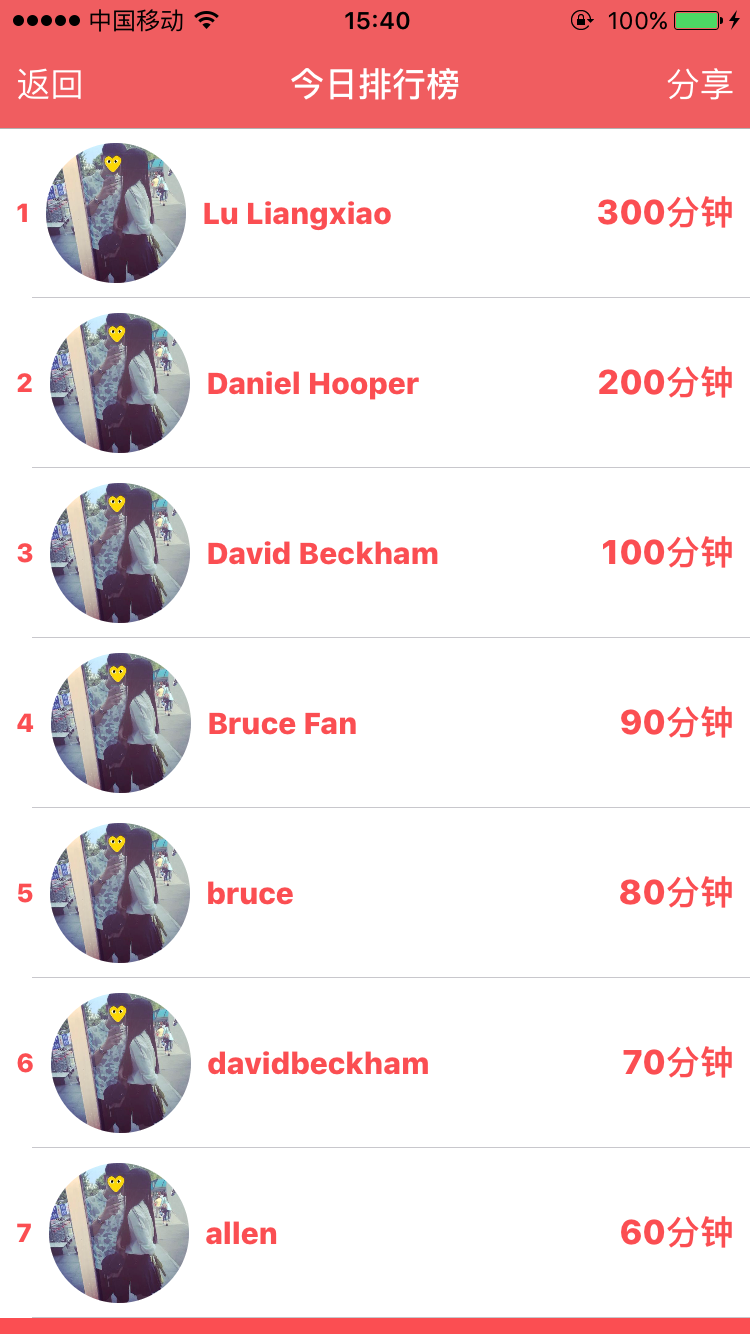 中国移动 15:40 100%
返回 今日排行榜 分享
1 Lu Liangxiao 300分钟
2 Daniel Hooper 200分钟
3 David Beckham 100分钟
4 Bruce Fan 90分钟
5 bruce 80分钟
6 davidbeckham 70分钟
7 allen 60分钟